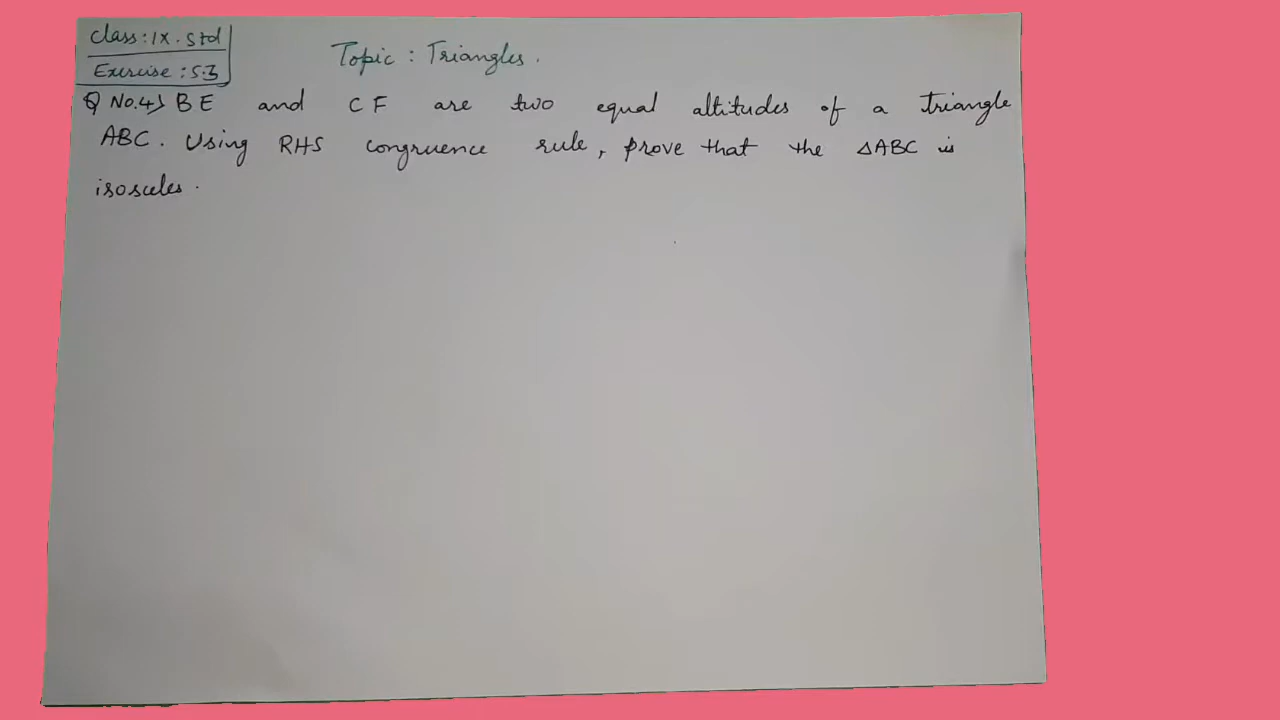 class: IX. std
Exercise : 5.3
Topic : Triangles.
Q No.4> BE and CF are two equal altitudes of a triangle
ABC. Using RHS congruence rule, prove that the △ABC is
isosceles.